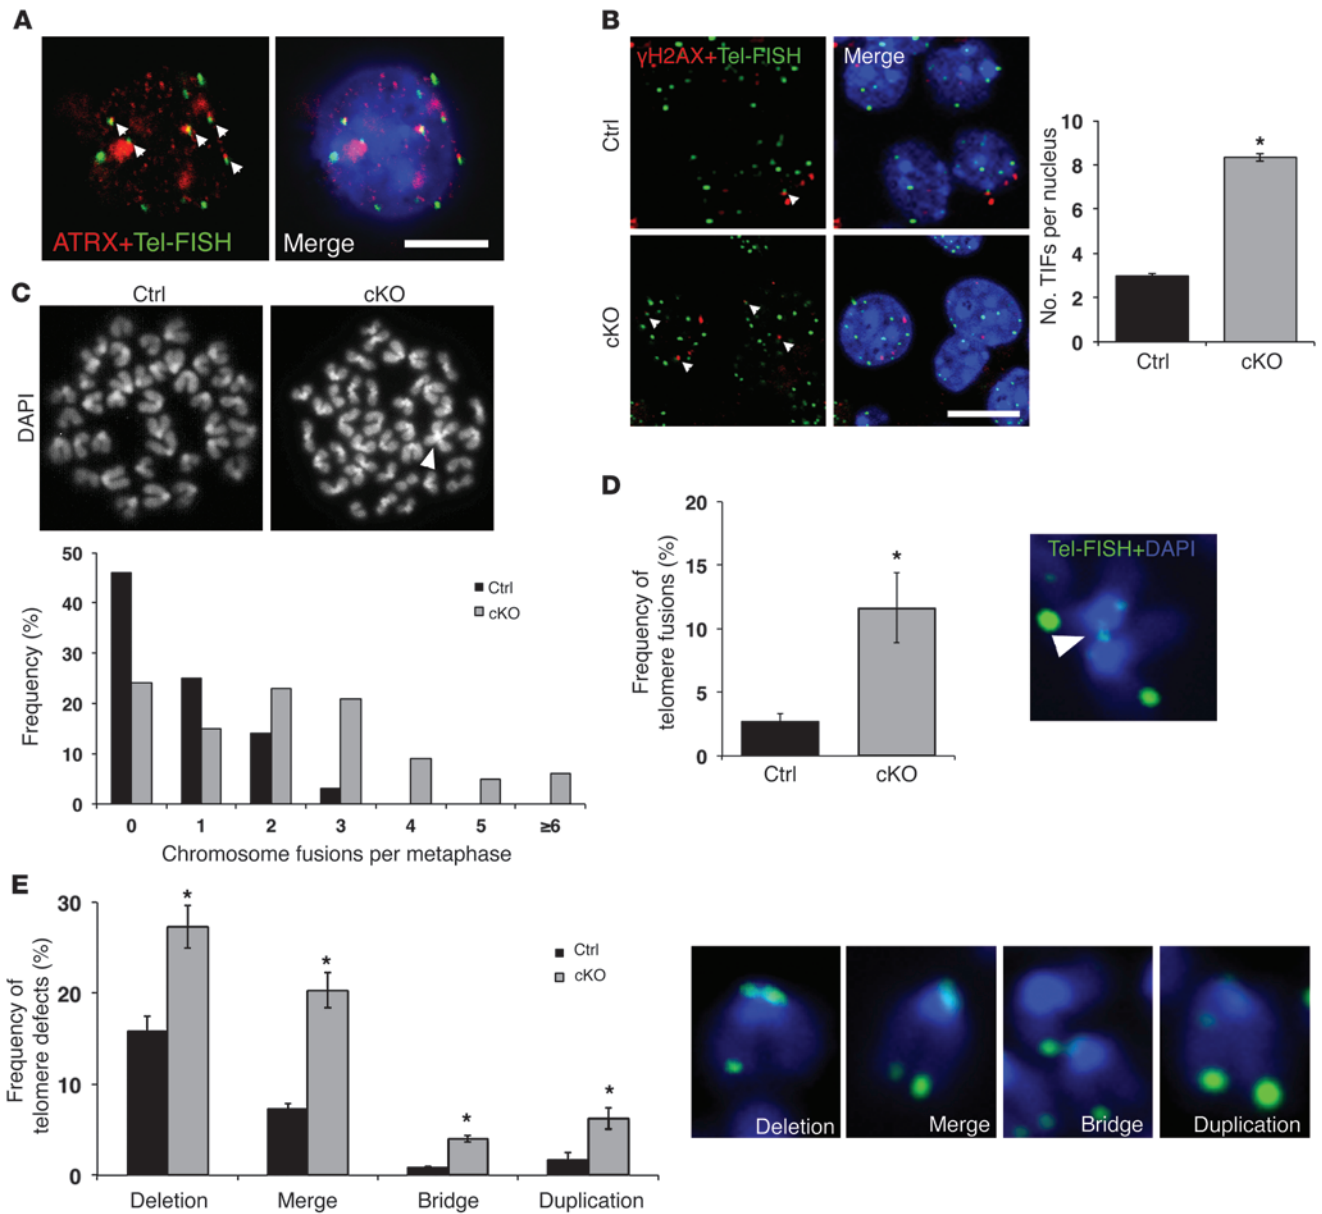 A
ATRX+Tel-FISH
Merge
B
γH2AX+Tel-FISH
Merge
Ctrl
cKO
No. TIFs per nucleus
10
8
6
4
2
0
*
Ctrl
cKO
C
Ctrl
cKO
DAPI
Frequency (%)
50
40
30
20
10
0
Ctrl
cKO
0 1 2 3 4 5 ≥6
Chromosome fusions per metaphase
D
Frequency of
telomere fusions (%)
20
15
10
5
0
*
Ctrl
cKO
Tel-FISH+DAPI
E
Frequency of
telomere defects (%)
30
20
10
0
* * * *
Ctrl
cKO
Deletion Merge Bridge Duplication
Deletion
Merge
Bridge
Duplication